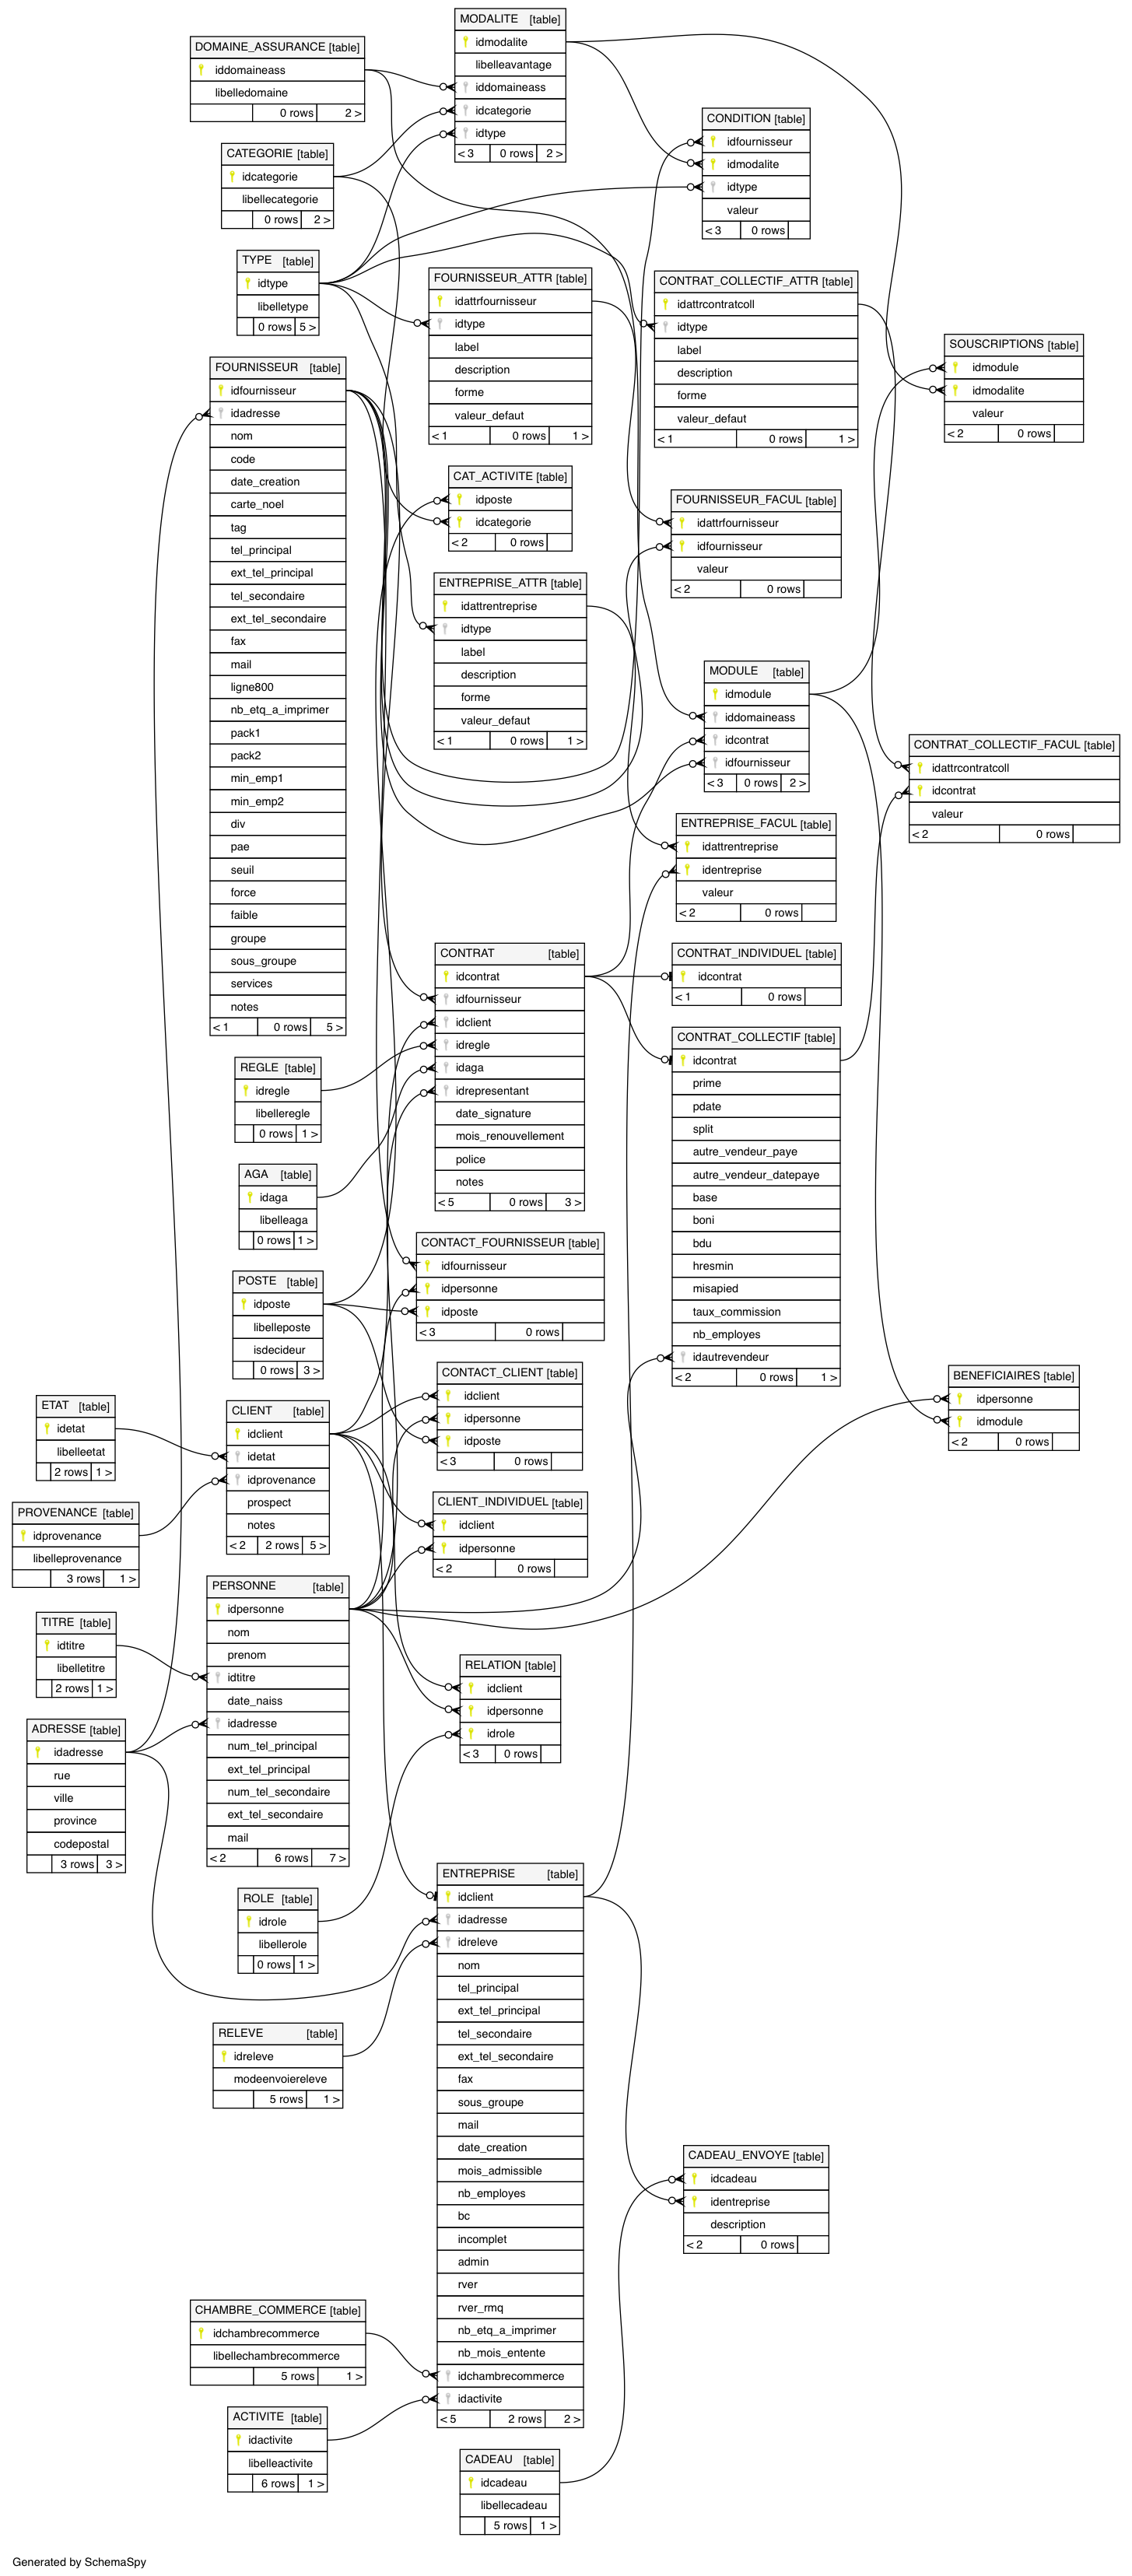 MODALITE [table]
idmodalite
libelleavantage
iddomaineass
idcategorie
idtype
< 3 0 rows 2 >
DOMAINE_ASSURANCE [table]
iddomaineass
libelledomaine
0 rows 2 >
CONDITION [table]
idfournisseur
idmodalite
idtype
valeur
< 3 0 rows
CATEGORIE [table]
idcategorie
libellecategorie
0 rows 2 >
TYPE [table]
idtype
libelletype
0 rows 5 >
FOURNISSEUR_ATTR [table]
idattrfournisseur
idtype
label
description
forme
valeur_defaut
< 1 0 rows 1 >
CONTRAT_COLLECTIF_ATTR [table]
idattrcontratcoll
idtype
label
description
forme
valeur_defaut
< 1 0 rows 1 >
SOUSCRIPTIONS [table]
idmodule
idmodalite
valeur
< 2 0 rows
FOURNISSEUR [table]
idfournisseur
idadresse
nom
code
date_creation
carte_noel
tag
tel_principal
ext_tel_principal
tel_secondaire
ext_tel_secondaire
fax
mail
ligne800
nb_etq_a_imprimer
pack1
pack2
min_emp1
min_emp2
div
pae
seuil
force
faible
groupe
sous_groupe
services
notes
< 1 0 rows 5 >
CAT_ACTIVITE [table]
idposte
idcategorie
< 2 0 rows
FOURNISSEUR_FACUL [table]
idattrfournisseur
idfournisseur
valeur
< 2 0 rows
ENTREPRISE_ATTR [table]
idattrentreprise
idtype
label
description
forme
valeur_defaut
< 1 0 rows 1 >
MODULE [table]
idmodule
iddomaineass
idcontrat
idfournisseur
< 3 0 rows 2 >
CONTRAT_COLLECTIF_FACUL [table]
idattrcontratcoll
idcontrat
valeur
< 2 0 rows
ENTREPRISE_FACUL [table]
idattrentreprise
identreprise
valeur
< 2 0 rows
CONTRAT [table]
idcontrat
idfournisseur
idclient
idregle
idaga
idrepresentant
date_signature
mois_renouvellement
police
notes
< 5 0 rows 3 >
CONTRAT_INDIVIDUEL [table]
idcontrat
< 1 0 rows
CONTRAT_COLLECTIF [table]
idcontrat
prime
pdate
split
autre_vendeur_paye
autre_vendeur_datepaye
base
boni
bdu
hresmin
misapied
taux_commission
nb_employes
idautrevendeur
< 2 0 rows 1 >
REGLE [table]
idregle
libelleregle
0 rows 1 >
AGA [table]
idaga
libelleaga
0 rows 1 >
CONTACT_FOURNISSEUR [table]
idfournisseur
idpersonne
idposte
< 3 0 rows
POSTE [table]
idposte
libelleposte
isdecideur
0 rows 3 >
CONTACT_CLIENT [table]
idclient
idpersonne
idposte
< 3 0 rows
BENEFICIAIRES [table]
idpersonne
idmodule
< 2 0 rows
ETAT [table]
idetat
libelleetat
2 rows 1 >
CLIENT [table]
idclient
idetat
idprovenance
prospect
notes
< 2 2 rows 5 >
PROVENANCE [table]
idprovenance
libelleprovenance
3 rows 1 >
CLIENT_INDIVIDUEL [table]
idclient
idpersonne
< 2 0 rows
PERSONNE [table]
idpersonne
nom
prenom
idtitre
date_naiss
idadresse
num_tel_principal
ext_tel_principal
num_tel_secondaire
ext_tel_secondaire
mail
< 2 6 rows 7 >
TITRE [table]
idtitre
libelletitre
2 rows 1 >
RELATION [table]
idclient
idpersonne
idrole
< 3 0 rows
ADRESSE [table]
idadresse
rue
ville
province
codepostal
3 rows 3 >
ROLE [table]
idrole
libellerole
0 rows 1 >
ENTREPRISE [table]
idclient
idadresse
idreleve
nom
tel_principal
ext_tel_principal
tel_secondaire
ext_tel_secondaire
fax
sous_groupe
mail
date_creation
mois_admissible
nb_employes
bc
incomplet
admin
rver
rver_rmq
nb_etq_a_imprimer
nb_mois_entente
idchambrecommerce
idactivite
< 5 2 rows 2 >
RELEVE [table]
idreleve
modeenvoiereleve
5 rows 1 >
CADEAU_ENVOYE [table]
idcadeau
identreprise
description
< 2 0 rows
CHAMBRE_COMMERCE [table]
idchambrecommerce
libellechambrecommerce
5 rows 1 >
ACTIVITE [table]
idactivite
libelleactivite
6 rows 1 >
CADEAU [table]
idcadeau
libellecadeau
5 rows 1 >
Generated by SchemaSpy